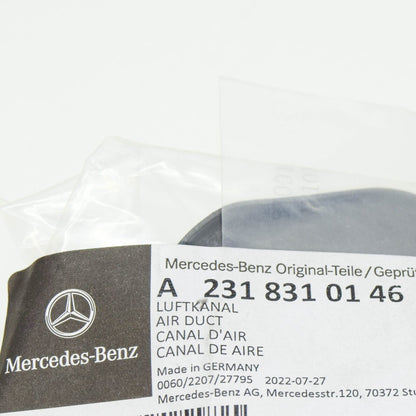 Mercedes-Benz Original-Teile/Geprüf
A 231 831 01 46
LUFTKANAL
AIR DUCT
CANAL D'AIR
CANAL DE AIRE
Made in GERMANY
0060/2207/27795 2022-07-27
Mercedes-Benz AG, Mercedesstr.120, 70372 Stu
Mercedes-Benz